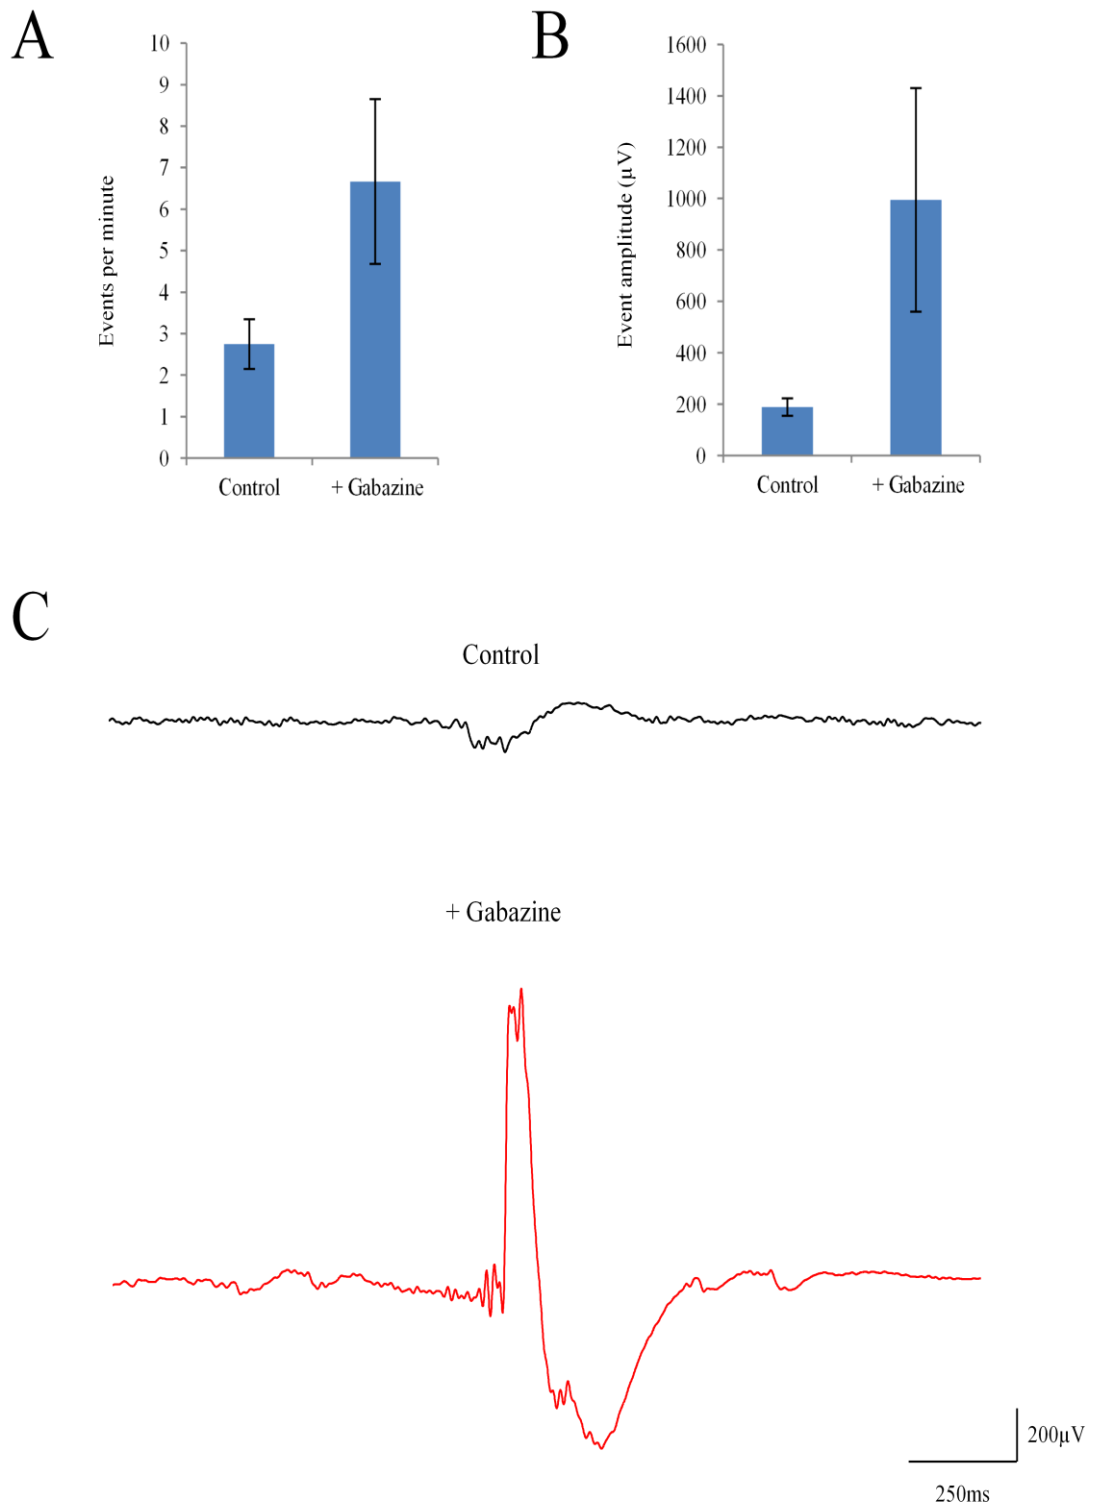 A
10
9
8
7
6
5
4
3
2
1
0
Events per minute
Control
+ Gabazine
B
1600
1400
1200
1000
800
600
400
200
0
Event amplitude (µV)
Control
+ Gabazine
C
Control
+ Gabazine
200µV
250ms